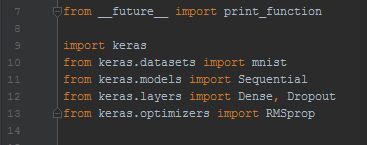 7 from __future__ import print_function
8
9 import keras
10 from keras.datasets import mnist
11 from keras.models import Sequential
12 from keras.layers import Dense, Dropout
13 from keras.optimizers import RMSprop
14